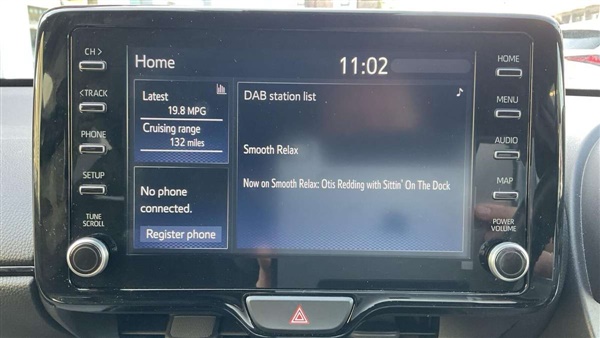 CH >
< TRACK
PHONE
SETUP
TUNE
SCROLL
Home
11:02
Latest
19.8 MPG
Cruising range
132 miles
No phone
connected.
Register phone
DAB station list
♪
Smooth Relax
Now on Smooth Relax: Otis Redding with Sittin' On The Dock
HOME
MENU
AUDIO
MAP
POWER
VOLUME